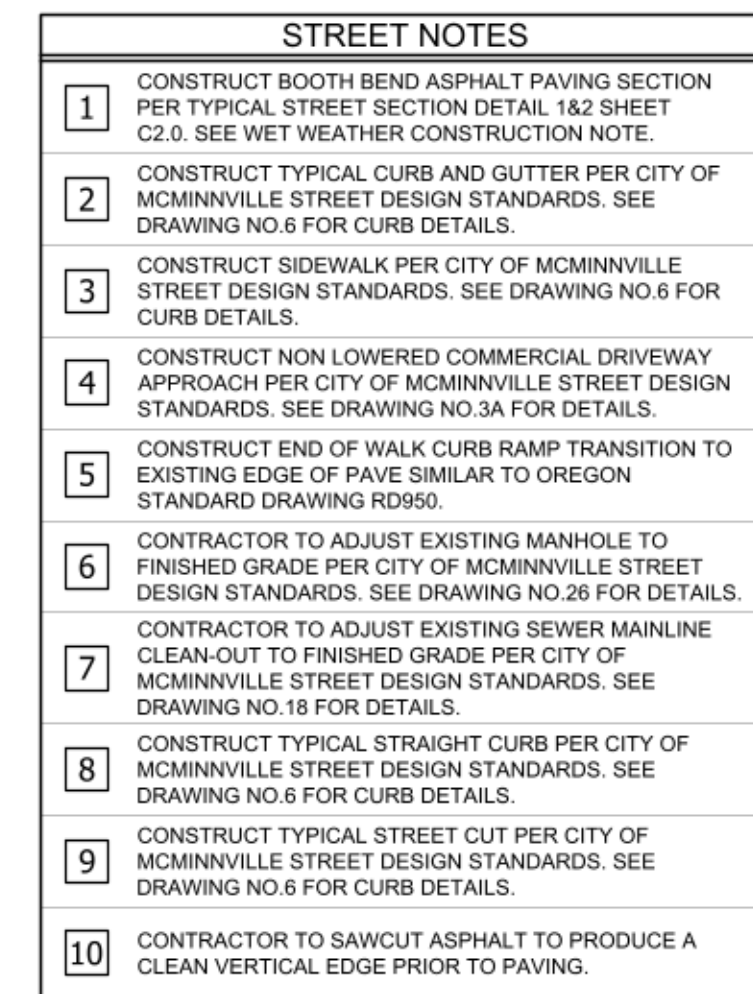 STREET NOTES
1
CONSTRUCT BOOTH BEND ASPHALT PAVING SECTION
PER TYPICAL STREET SECTION DETAIL 1&2 SHEET
C2.0. SEE WET WEATHER CONSTRUCTION NOTE.
2
CONSTRUCT TYPICAL CURB AND GUTTER PER CITY OF
MCMINNVILLE STREET DESIGN STANDARDS. SEE
DRAWING NO.6 FOR CURB DETAILS.
3
CONSTRUCT SIDEWALK PER CITY OF MCMINNVILLE
STREET DESIGN STANDARDS. SEE DRAWING NO.6 FOR
CURB DETAILS.
4
CONSTRUCT NON LOWERED COMMERCIAL DRIVEWAY
APPROACH PER CITY OF MCMINNVILLE STREET DESIGN
STANDARDS. SEE DRAWING NO.3A FOR DETAILS.
5
CONSTRUCT END OF WALK CURB RAMP TRANSITION TO
EXISTING EDGE OF PAVE SIMILAR TO OREGON
STANDARD DRAWING RD950.
6
CONTRACTOR TO ADJUST EXISTING MANHOLE TO
FINISHED GRADE PER CITY OF MCMINNVILLE STREET
DESIGN STANDARDS. SEE DRAWING NO.26 FOR DETAILS.
7
CONTRACTOR TO ADJUST EXISTING SEWER MAINLINE
CLEAN-OUT TO FINISHED GRADE PER CITY OF
MCMINNVILLE STREET DESIGN STANDARDS. SEE
DRAWING NO.18 FOR DETAILS.
8
CONSTRUCT TYPICAL STRAIGHT CURB PER CITY OF
MCMINNVILLE STREET DESIGN STANDARDS. SEE
DRAWING NO.6 FOR CURB DETAILS.
9
CONSTRUCT TYPICAL STREET CUT PER CITY OF
MCMINNVILLE STREET DESIGN STANDARDS. SEE
DRAWING NO.6 FOR CURB DETAILS.
10
CONTRACTOR TO SAWCUT ASPHALT TO PRODUCE A
CLEAN VERTICAL EDGE PRIOR TO PAVING.